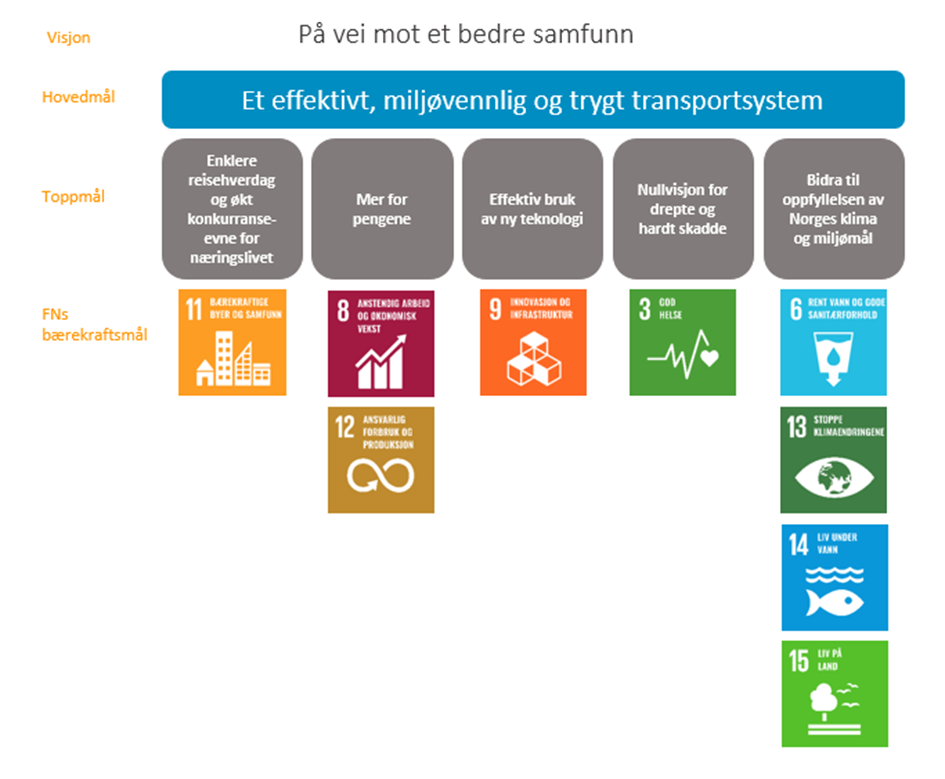 Visjon
På vei mot et bedre samfunn
Hovedmål
Et effektivt, miljøvennlig og trygt transportsystem
Toppmål
Enklere
reisehverdag
og økt
konkurranse-
evne for
næringslivet
Mer for
pengene
Effektiv bruk
av ny teknologi
Nullvisjon for
drepte og
hardt skadde
Bidra til
oppfyllelsen av
Norges klima
og miljømål
FNs
bærekraftsmål
11 BÆREKRAFTIGE
BYER OG SAMFUNN
8 ANSTENDIG ARBEID
OG ØKONOMISK
VEKST
12 ANSVARLIG
FORBRUK OG
PRODUKSJON
9 INNOVASJON OG
INFRASTRUKTUR
3 GOD
HELSE
6 RENT VANN OG GODE
SANITÆRFORHOLD
13 STOPPE
KLIMAENDRINGENE
14 LIV UNDER
VANN
15 LIV PÅ
LAND